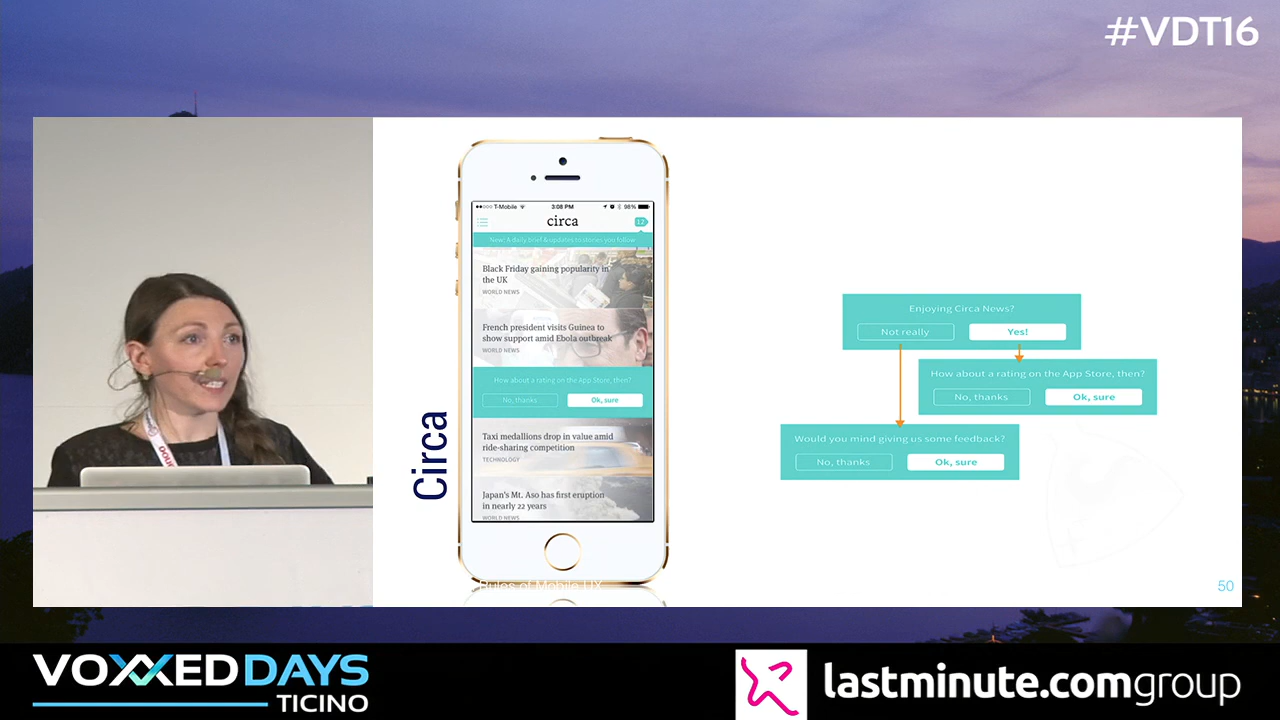 #VDT16
Circa
T-Mobile
3:08 PM
98%
circa
12
New! A daily brief & updates to stories you follow
Black Friday gaining popularity in
the UK
WORLD NEWS
French president visits Guinea to
show support amid Ebola outbreak
WORLD NEWS
How about a rating on the App Store, then?
No, thanks
Ok, sure
Taxi medallions drop in value amid
ride-sharing competition
TECHNOLOGY
Japan's Mt. Aso has first eruption
in nearly 22 years
WORLD NEWS
Rules of Mobile UX
Enjoying Circa News?
Not really
Yes!
How about a rating on the App Store, then?
No, thanks
Ok, sure
Would you mind giving us some feedback?
No, thanks
Ok, sure
50
VOXXED DAYS
TICINO
lastminute.comgroup